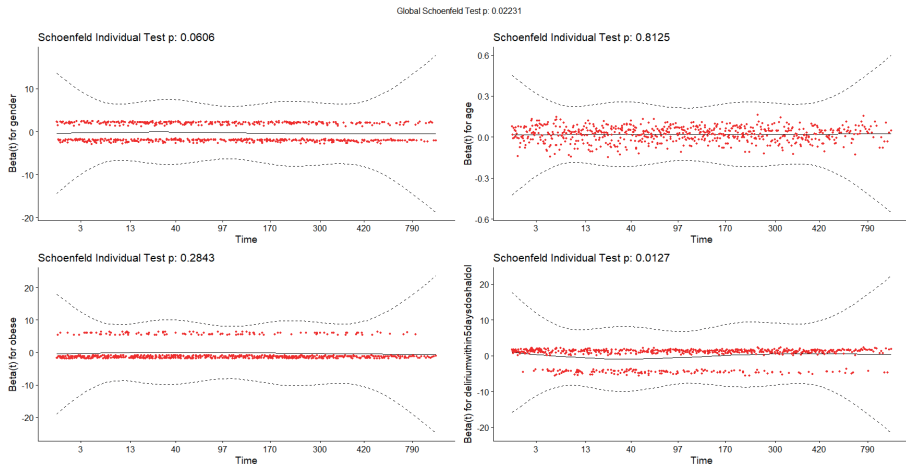 Global Schoenfeld Test p: 0.02231
Schoenfeld Individual Test p: 0.0606
Beta(t) for gender
10
0
-10
-20
3 13 40 97 170 300 420 790
Time
Schoenfeld Individual Test p: 0.8125
Beta(t) for age
0.6
0.3
0.0
-0.3
-0.6
3 13 40 97 170 300 420 790
Time
Schoenfeld Individual Test p: 0.2843
Beta(t) for obese
20
10
0
-10
-20
3 13 40 97 170 300 420 790
Time
Schoenfeld Individual Test p: 0.0127
Beta(t) for deliriumwithin5daysdoshaldol
20
10
0
-10
-20
3 13 40 97 170 300 420 790
Time